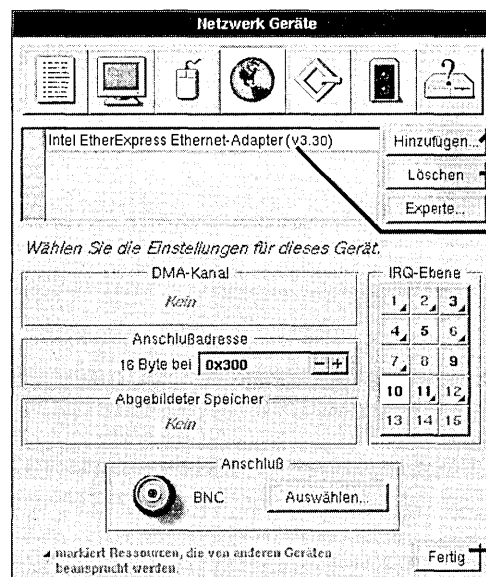 Netzwerk Geräte
Intel EtherExpress Ethernet-Adapter (v3.30)
Hinzufügen...
Löschen
Experte...
Wählen Sie die Einstellungen für dieses Gerät.
DMA-Kanal
Kein
IRQ-Ebene
1 2 3
4 5 6
7 8 9
10 11 12
13 14 15
Anschlußadresse
16 Byte bei 0x300 - +
Abgebildeter Speicher
Kein
Anschluß
BNC
Auswählen...
markiert Ressourcen, die von anderen Geräten
beansprucht werden.
Fertig